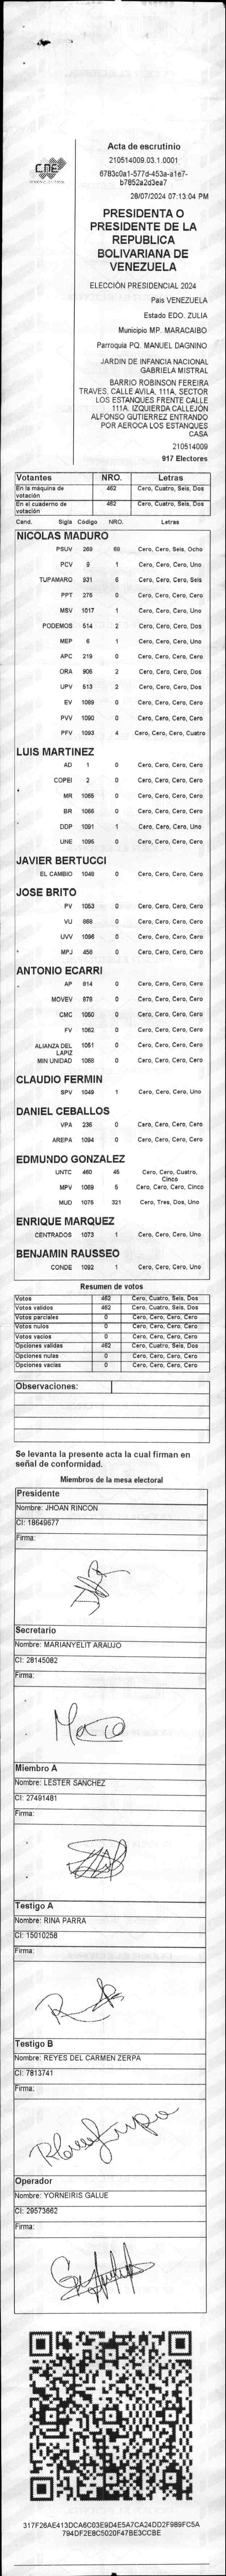 CNE
Acta de escrutinio
210514009.03.1.0001
6783c0a1-577d-453a-a1e7-
b7852a2d3ea7
28/07/2024 07:13:04 PM
PRESIDENTA O
PRESIDENTE DE LA
REPUBLICA
BOLIVARIANA DE
VENEZUELA
ELECCIÓN PRESIDENCIAL 2024
Pais VENEZUELA
Estado EDO. ZULIA
Municipio MP. MARACAIBO
Parroquia PQ. MANUEL DAGNINO
JARDIN DE INFANCIA NACIONAL
GABRIELA MISTRAL
BARRIO ROBINSON FEREIRA
TRAVES, CALLE AVILA, 111A, SECTOR
LOS ESTANQUES FRENTE CALLE
111A. IZQUIERDA CALLEJÓN
ALFONSO GUTIERREZ ENTRANDO
POR AEROCA LOS ESTANQUES
CASA
210514009
917 Electores
Votantes NRO. Letras
En la máquina de votación 462 Cero, Cuatro, Seis, Dos
En el cuaderno de votación 462 Cero, Cuatro, Seis, Dos
Cand. Sigla Código NRO. Letras
NICOLAS MADURO
PSUV 269 68 Cero, Cero, Seis, Ocho
PCV 9 1 Cero, Cero, Cero, Uno
TUPAMARO 931 6 Cero, Cero, Cero, Seis
PPT 276 0 Cero, Cero, Cero, Cero
MSV 1017 1 Cero, Cero, Cero, Uno
PODEMOS 514 2 Cero, Cero, Cero, Dos
MEP 6 1 Cero, Cero, Cero, Uno
APC 219 0 Cero, Cero, Cero, Cero
ORA 906 2 Cero, Cero, Cero, Dos
UPV 513 2 Cero, Cero, Cero, Dos
EV 1089 0 Cero, Cero, Cero, Cero
PVV 1090 0 Cero, Cero, Cero, Cero
PFV 1093 4 Cero, Cero, Cero, Cuatro
LUIS MARTINEZ
AD 1 0 Cero, Cero, Cero, Cero
COPEI 2 0 Cero, Cero, Cero, Cero
MR 1055 0 Cero, Cero, Cero, Cero
BR 1066 0 Cero, Cero, Cero, Cero
DDP 1091 1 Cero, Cero, Cero, Uno
UNE 1095 0 Cero, Cero, Cero, Cero
JAVIER BERTUCCI
EL CAMBIO 1048 0 Cero, Cero, Cero, Cero
JOSE BRITO
PV 1053 0 Cero, Cero, Cero, Cero
VU 868 0 Cero, Cero, Cero, Cero
UVV 1096 0 Cero, Cero, Cero, Cero
MPJ 458 0 Cero, Cero, Cero, Cero
ANTONIO ECARRI
AP 814 0 Cero, Cero, Cero, Cero
MOVEV 878 0 Cero, Cero, Cero, Cero
CMC 1050 0 Cero, Cero, Cero, Cero
FV 1062 0 Cero, Cero, Cero, Cero
ALIANZA DEL LAPIZ 1051 0 Cero, Cero, Cero, Cero
MIN UNIDAD 1068 0 Cero, Cero, Cero, Cero
CLAUDIO FERMIN
SPV 1049 1 Cero, Cero, Cero, Uno
DANIEL CEBALLOS
VPA 236 0 Cero, Cero, Cero, Cero
AREPA 1094 0 Cero, Cero, Cero, Cero
EDMUNDO GONZALEZ
UNTC 460 45 Cero, Cero, Cuatro, Cinco
MPV 1069 5 Cero, Cero, Cero, Cinco
MUD 1075 321 Cero, Tres, Dos, Uno
ENRIQUE MARQUEZ
CENTRADOS 1073 1 Cero, Cero, Cero, Uno
BENJAMIN RAUSSEO
CONDE 1092 1 Cero, Cero, Cero, Uno
Resumen de votos
Votos 462 Cero, Cuatro, Seis, Dos
Votos validos 462 Cero, Cuatro, Seis, Dos
Votos parciales 0 Cero, Cero, Cero, Cero
Votos nulos 0 Cero, Cero, Cero, Cero
Votos vacíos 0 Cero, Cero, Cero, Cero
Opciones validas 462 Cero, Cuatro, Seis, Dos
Opciones nulas 0 Cero, Cero, Cero, Cero
Opciones vacías 0 Cero, Cero, Cero, Cero
Observaciones:
Se levanta la presente acta la cual firman en
señal de conformidad.
Miembros de la mesa electoral
Presidente
Nombre: JHOAN RINCON
CI: 18649677
Firma:
Secretario
Nombre: MARIANYELIT ARAUJO
CI: 28145082
Firma:
Miembro A
Nombre: LESTER SANCHEZ
CI: 27491481
Firma:
Testigo A
Nombre: RINA PARRA
CI: 15010258
Firma:
Testigo B
Nombre: REYES DEL CARMEN ZERPA
CI: 7813741
Firma:
Operador
Nombre: YORNEIRIS GALUE
CI: 29573662
Firma:
317F26AE413DCA6C03E9D4E5A7CA24DD2F989FC5A
794DF2E8C5020F47BE3CCBE